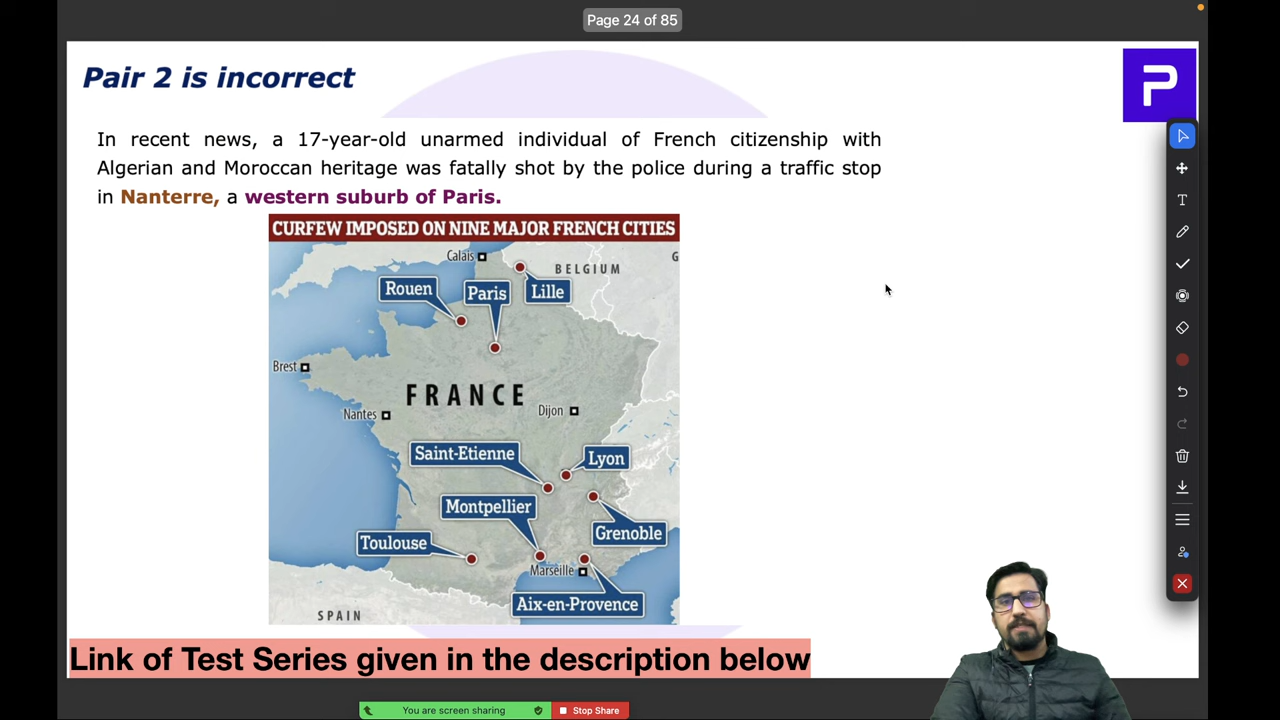 Page 24 of 85
Pair 2 is incorrect
P
In recent news, a 17-year-old unarmed individual of French citizenship with
Algerian and Moroccan heritage was fatally shot by the police during a traffic stop
in Nanterre, a western suburb of Paris.
CURFEW IMPOSED ON NINE MAJOR FRENCH CITIES
Calais
G
BELGIUM
Rouen
Paris
Lille
Brest
FRANCE
Nantes
Dijon
Saint-Etienne
Lyon
Montpellier
Grenoble
Toulouse
Marseille
Aix-en-Provence
SPAIN
Link of Test Series given in the description below
You are screen sharing
Stop Share
T